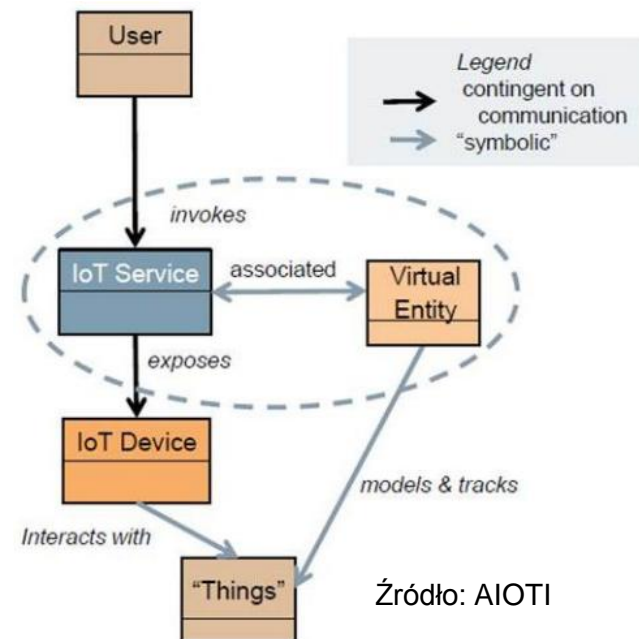 User
Legend
contingent on
communication
"symbolic"
invokes
IoT Service
associated
Virtual
Entity
exposes
IoT Device
models & tracks
Interacts with
"Things"
Źródło: AIOTI